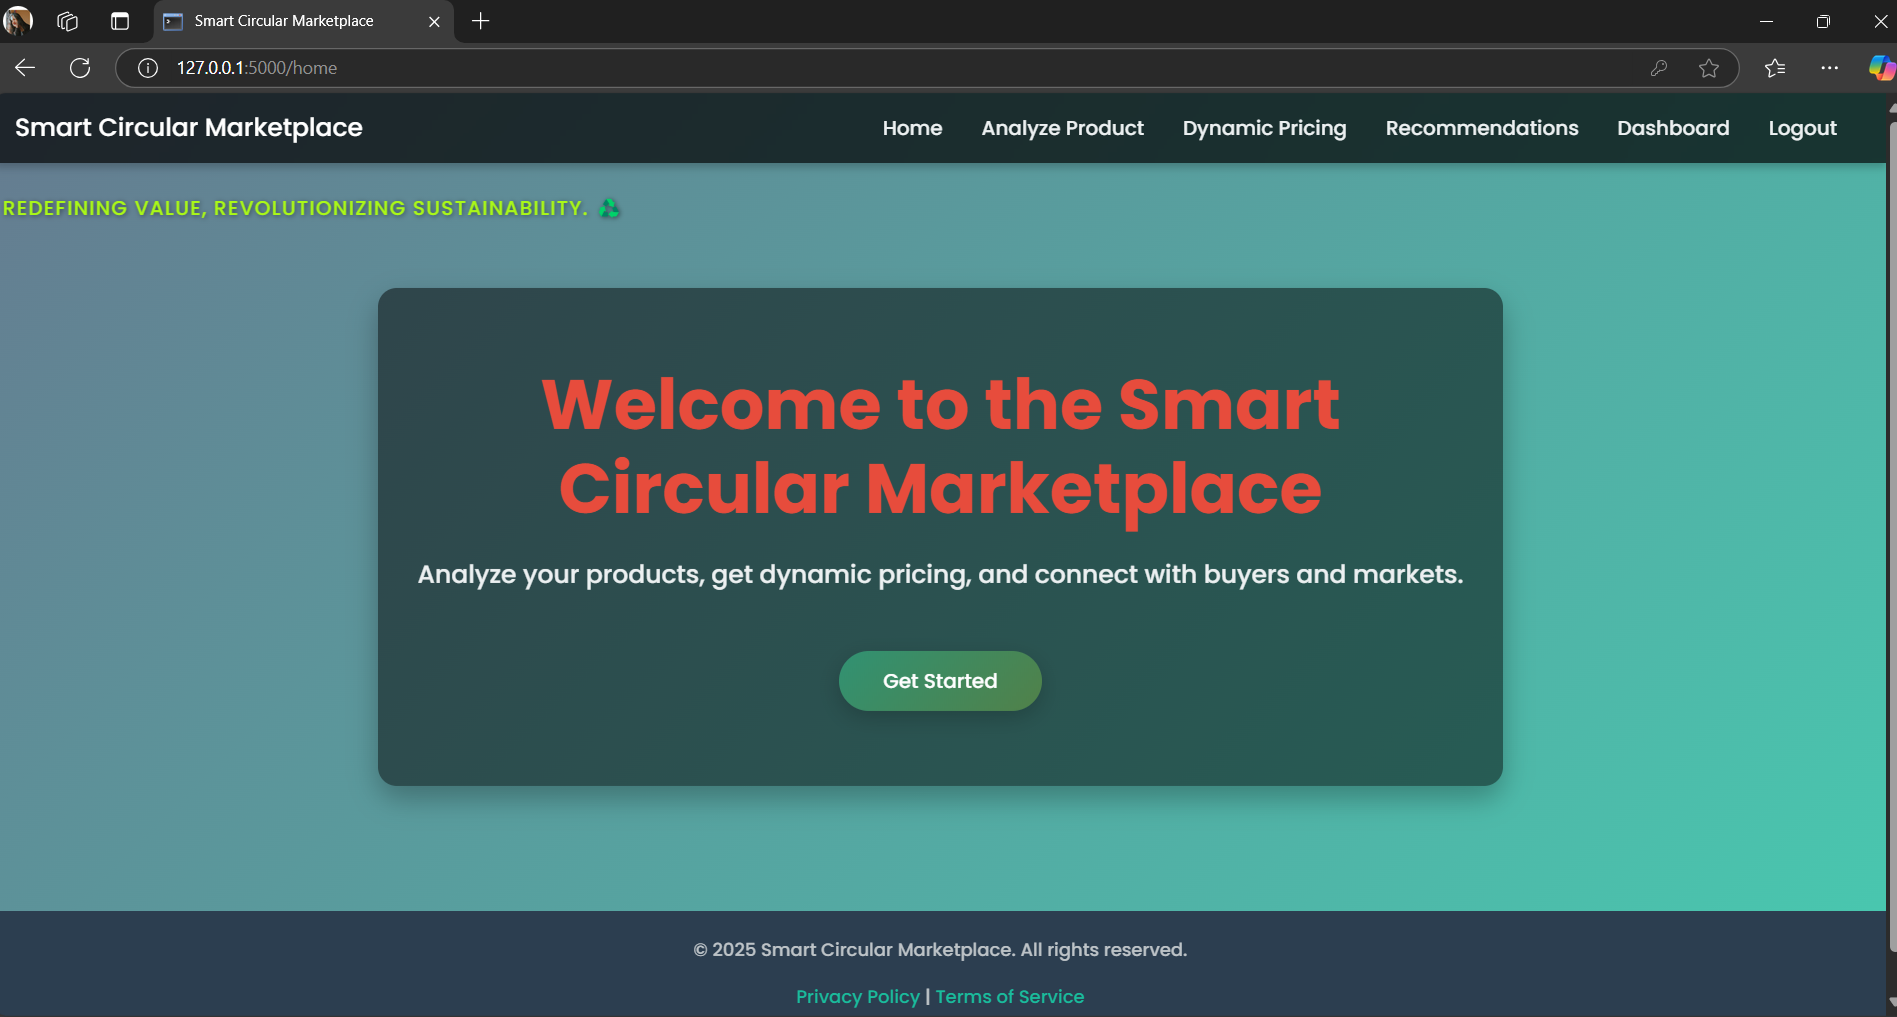 Smart Circular Marketplace
127.0.0.1:5000/home
Smart Circular Marketplace
Home
Analyze Product
Dynamic Pricing
Recommendations
Dashboard
Logout
REDEFINING VALUE, REVOLUTIONIZING SUSTAINABILITY. ♻️
Welcome to the Smart
Circular Marketplace
Analyze your products, get dynamic pricing, and connect with buyers and markets.
Get Started
© 2025 Smart Circular Marketplace. All rights reserved.
Privacy Policy | Terms of Service